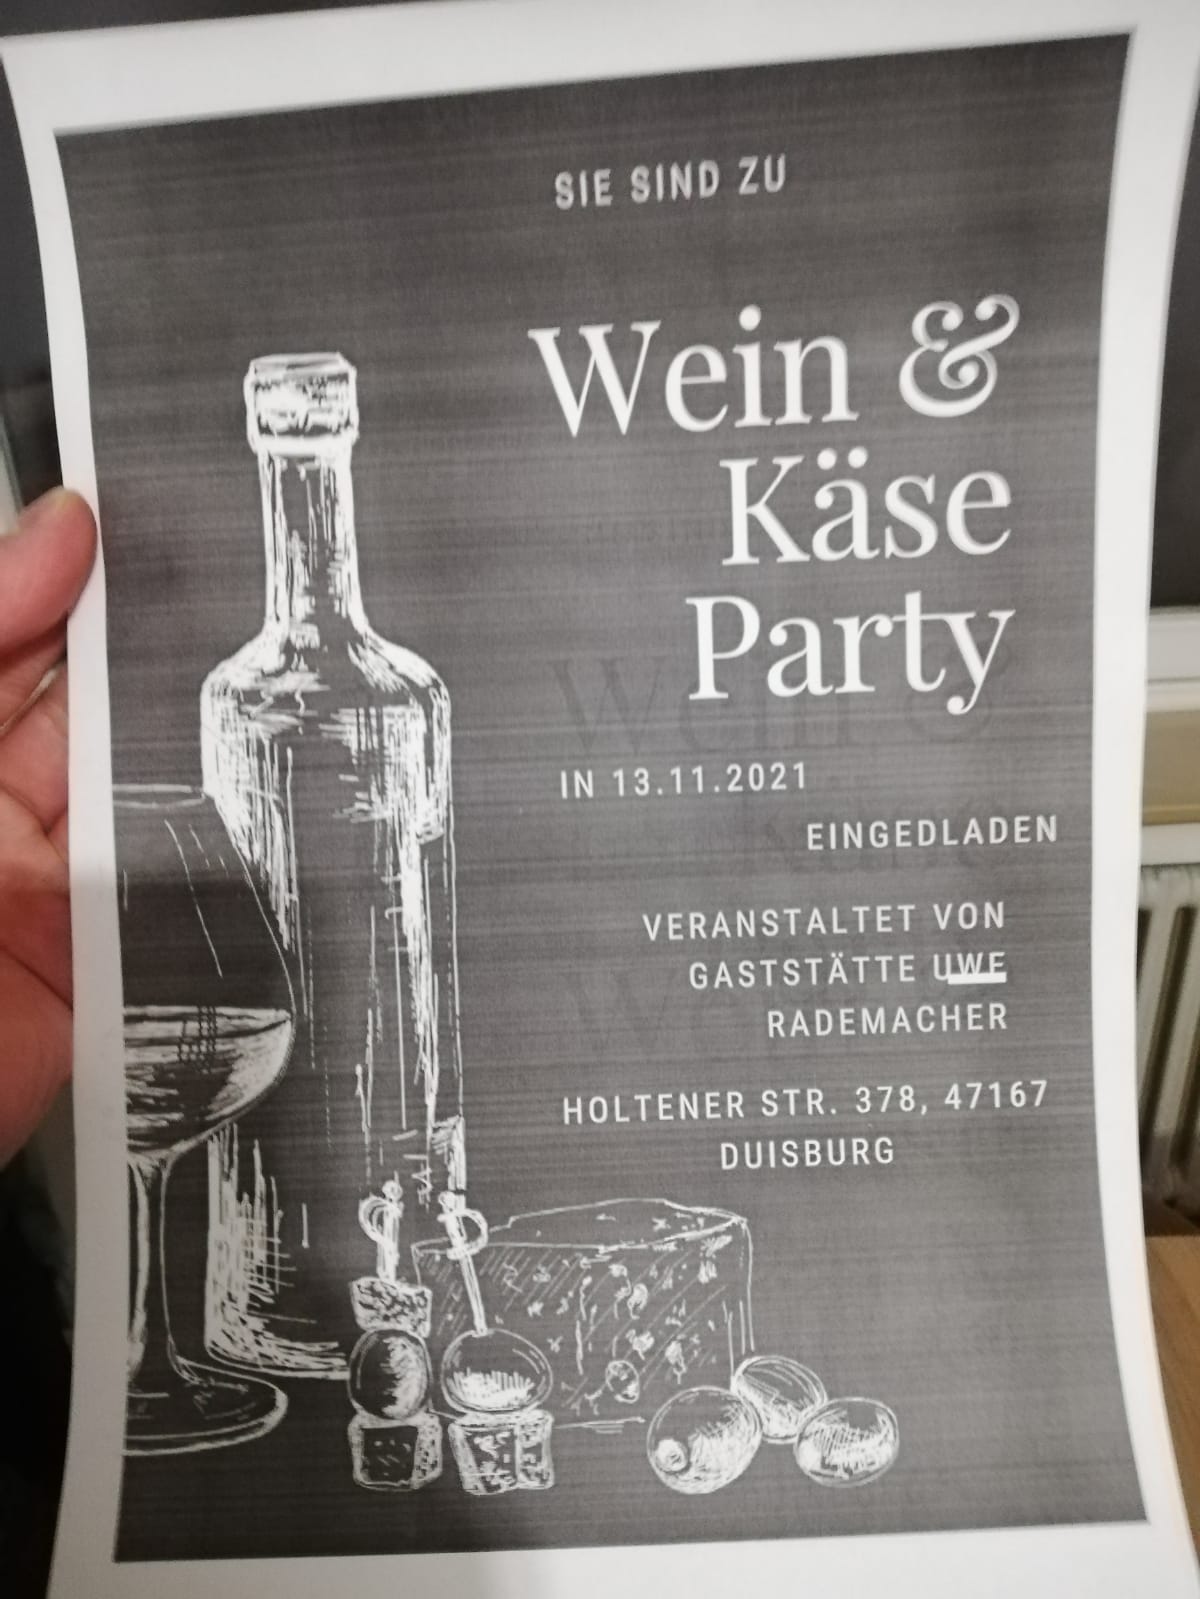 SIE SIND ZU
Wein &
Käse
Party
IN 13.11.2021
EINGEDLADEN
VERANSTALTET VON
GASTSTÄTTE UWE
RADEMACHER
HOLTENER STR. 378, 47167
DUISBURG